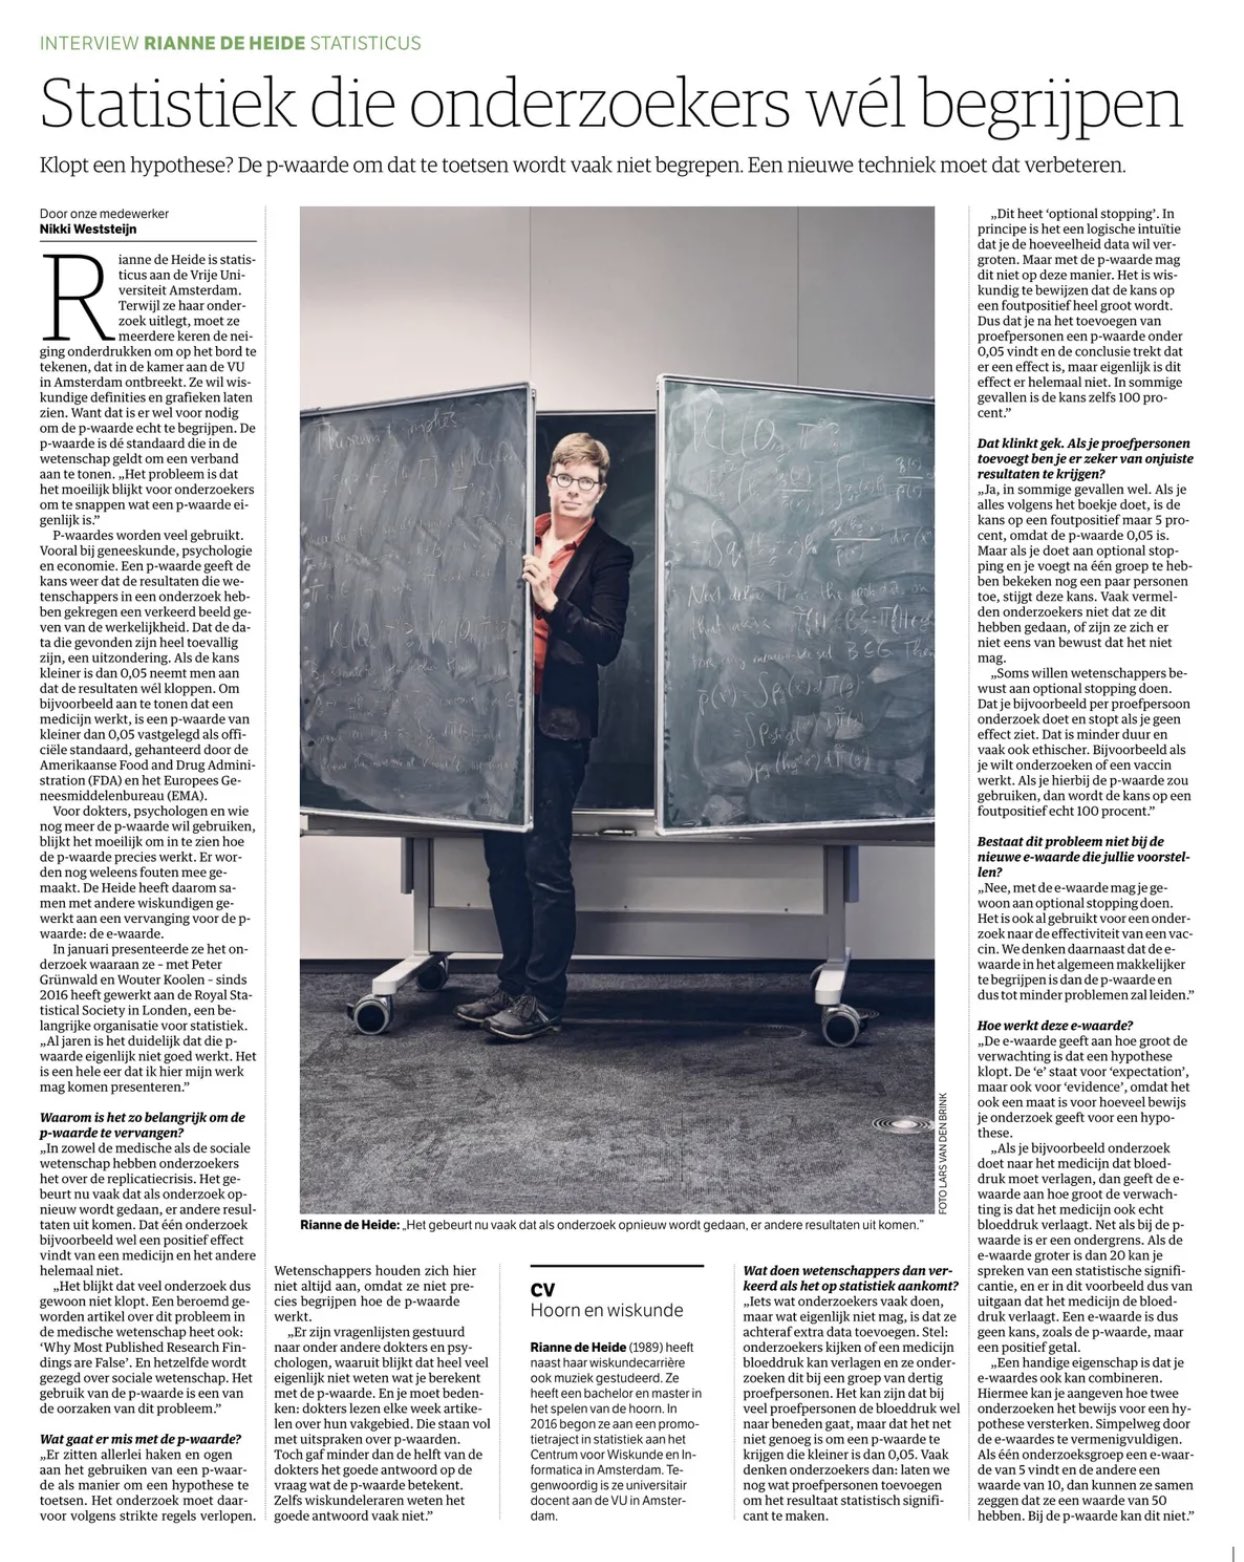 INTERVIEW RIANNE DE HEIDE STATISTICUS
Statistiek die onderzoekers wél begrijpen
Klopt een hypothese? De p-waarde om dat te toetsen wordt vaak niet begrepen. Een nieuwe techniek moet dat verbeteren.
Door onze medewerker
Nikki Weststeijn
Rianne de Heide is statis-
ticus aan de Vrije Uni-
versiteit Amsterdam.
Terwijl ze haar onder-
zoek uitlegt, moet ze
meerdere keren de nei-
ging onderdrukken om op het bord te
tekenen, dat in de kamer aan de VU
in Amsterdam ontbreekt. Ze wil wis-
kundige definities en grafieken laten
zien. Want dat is er wel voor nodig
om de p-waarde echt te begrijpen. De
p-waarde is dé standaard die in de
wetenschap geldt om een verband
aan te tonen. „Het probleem is dat
het moeilijk blijkt voor onderzoekers
om te snappen wat een p-waarde ei-
genlijk is.”
P-waardes worden veel gebruikt.
Vooral bij geneeskunde, psychologie
en economie. Een p-waarde geeft de
kans weer dat de resultaten die we-
tenschappers in een onderzoek heb-
ben gekregen een verkeerd beeld ge-
ven van de werkelijkheid. Dat de da-
ta die gevonden zijn heel toevallig
zijn, een uitzondering. Als de kans
kleiner is dan 0,05 neemt men aan
dat de resultaten wél kloppen. Om
bijvoorbeeld aan te tonen dat een
medicijn werkt, is een p-waarde van
kleiner dan 0,05 vastgelegd als offi-
ciële standaard, gehanteerd door de
Amerikaanse Food and Drug Admini-
stration (FDA) en het Europees Ge-
neesmiddelenbureau (EMA).
Voor dokters, psychologen en wie
nog meer de p-waarde wil gebruiken,
blijkt het moeilijk om in te zien hoe
de p-waarde precies werkt. Er wor-
den nog weleens fouten mee ge-
maakt. De Heide heeft daarom sa-
men met andere wiskundigen ge-
werkt aan een vervanging voor de p-
waarde: de e-waarde.
In januari presenteerde ze het on-
derzoek waaraan ze – met Peter
Grünwald en Wouter Koolen – sinds
2016 heeft gewerkt aan de Royal Sta-
tistical Society in Londen, een be-
langrijke organisatie voor statistiek.
„Al jaren is het duidelijk dat die p-
waarde eigenlijk niet goed werkt. Het
is een hele eer dat ik hier mijn werk
mag komen presenteren.”
Waarom is het zo belangrijk om de
p-waarde te vervangen?
„In zowel de medische als de sociale
wetenschap hebben onderzoekers
het over de replicatiecrisis. Het ge-
beurt nu vaak dat als onderzoek op-
nieuw wordt gedaan, er andere resul-
taten uit komen. Dat één onderzoek
bijvoorbeeld wel een positief effect
vindt van een medicijn en het andere
helemaal niet.
„Het blijkt dat veel onderzoek dus
gewoon niet klopt. Een beroemd ge-
worden artikel over dit probleem in
de medische wetenschap heet ook:
‘Why Most Published Research Fin-
dings are False’. En hetzelfde wordt
gezegd over sociale wetenschap. Het
gebruik van de p-waarde is een van
de oorzaken van dit probleem.”
Wat gaat er mis met de p-waarde?
„Er zitten allerlei haken en ogen
aan het gebruiken van een p-waar-
de als manier om een hypothese te
toetsen. Het onderzoek moet daar-
voor volgens strikte regels verlopen.
FOTO LARS VAN DEN BRINK
Rianne de Heide: „Het gebeurt nu vaak dat als onderzoek opnieuw wordt gedaan, er andere resultaten uit komen.”
Wetenschappers houden zich hier
niet altijd aan, omdat ze niet pre-
cies begrijpen hoe de p-waarde
werkt.
„Er zijn vragenlijsten gestuurd
naar onder andere dokters en psy-
chologen, waaruit blijkt dat heel veel
eigenlijk niet weten wat je berekent
met de p-waarde. En je moet beden-
ken: dokters lezen elke week artike-
len over hun vakgebied. Die staan vol
met uitspraken over p-waarden.
Toch gaf minder dan de helft van de
dokters het goede antwoord op de
vraag wat de p-waarde betekent.
Zelfs wiskundeleraren weten het
goede antwoord vaak niet.”
CV
Hoorn en wiskunde
Rianne de Heide (1989) heeft
naast haar wiskundecarrière
ook muziek gestudeerd. Ze
heeft een bachelor en master in
het spelen van de hoorn. In
2016 begon ze aan een promo-
tietraject in statistiek aan het
Centrum voor Wiskunde en In-
formatica in Amsterdam. Te-
genwoordig is ze universitair
docent aan de VU in Amster-
dam.
Wat doen wetenschappers dan ver-
keerd als het op statistiek aankomt?
„Iets wat onderzoekers vaak doen,
maar wat eigenlijk niet mag, is dat ze
achteraf extra data toevoegen. Stel:
onderzoekers kijken of een medicijn
bloeddruk kan verlagen en ze onder-
zoeken dit bij een groep van dertig
proefpersonen. Het kan zijn dat bij
veel proefpersonen de bloeddruk wel
naar beneden gaat, maar dat het net
niet genoeg is om een p-waarde te
krijgen die kleiner is dan 0,05. Vaak
denken onderzoekers dan: laten we
nog wat proefpersonen toevoegen
om het resultaat statistisch signifi-
cant te maken.
„Dit heet ‘optional stopping’. In
principe is het een logische intuïtie
dat je de hoeveelheid data wil ver-
groten. Maar met de p-waarde mag
dit niet op deze manier. Het is wis-
kundig te bewijzen dat de kans op
een foutpositief heel groot wordt.
Dus dat je na het toevoegen van
proefpersonen een p-waarde onder
0,05 vindt en de conclusie trekt dat
er een effect is, maar eigenlijk is dit
effect er helemaal niet. In sommige
gevallen is de kans zelfs 100 pro-
cent.”
Dat klinkt gek. Als je proefpersonen
toevoegt ben je er zeker van onjuiste
resultaten te krijgen?
„Ja, in sommige gevallen wel. Als je
alles volgens het boekje doet, is de
kans op een foutpositief maar 5 pro-
cent, omdat de p-waarde 0,05 is.
Maar als je doet aan optional stop-
ping en je voegt na één groep te heb-
ben bekeken nog een paar personen
toe, stijgt deze kans. Vaak vermel-
den onderzoekers niet dat ze dit
hebben gedaan, of zijn ze zich er
niet eens van bewust dat het niet
mag.
„Soms willen wetenschappers be-
wust aan optional stopping doen.
Dat je bijvoorbeeld per proefpersoon
onderzoek doet en stopt als je geen
effect ziet. Dat is minder duur en
vaak ook ethischer. Bijvoorbeeld als
je wilt onderzoeken of een vaccin
werkt. Als je hierbij de p-waarde zou
gebruiken, dan wordt de kans op een
foutpositief echt 100 procent.”
Bestaat dit probleem niet bij de
nieuwe e-waarde die jullie voorstel-
len?
„Nee, met de e-waarde mag je ge-
woon aan optional stopping doen.
Het is ook al gebruikt voor een onder-
zoek naar de effectiviteit van een vac-
cin. We denken daarnaast dat de e-
waarde in het algemeen makkelijker
te begrijpen is dan de p-waarde en
dus tot minder problemen zal leiden.”
Hoe werkt deze e-waarde?
„De e-waarde geeft aan hoe groot de
verwachting is dat een hypothese
klopt. De ‘e’ staat voor ‘expectation’,
maar ook voor ‘evidence’, omdat het
ook een maat is voor hoeveel bewijs
je onderzoek geeft voor een hypo-
these.
„Als je bijvoorbeeld onderzoek
doet naar het medicijn dat bloed-
druk moet verlagen, dan geeft de e-
waarde aan hoe groot de verwach-
ting is dat het medicijn ook echt
bloeddruk verlaagt. Net als bij de p-
waarde is er een ondergrens. Als de
e-waarde groter is dan 20 kan je
spreken van een statistische signifi-
cantie, en er in dit voorbeeld dus van
uitgaan dat het medicijn de bloed-
druk verlaagt. Een e-waarde is dus
geen kans, zoals de p-waarde, maar
een positief getal.
„Een handige eigenschap is dat je
e-waardes ook kan combineren.
Hiermee kan je aangeven hoe twee
onderzoeken het bewijs voor een hy-
pothese versterken. Simpelweg door
de e-waardes te vermenigvuldigen.
Als één onderzoeksgroep een e-waar-
de van 5 vindt en de andere een
waarde van 10, dan kunnen ze samen
zeggen dat ze een waarde van 50
hebben. Bij de p-waarde kan dit niet.”